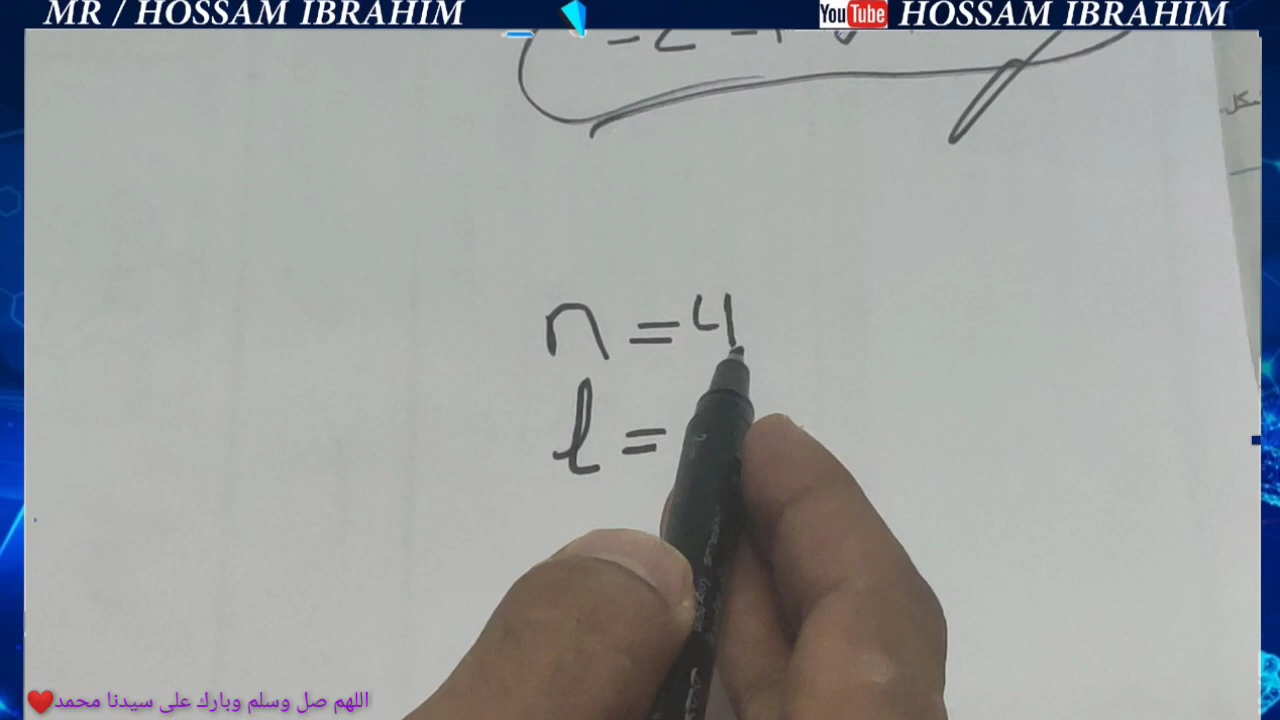 MR / HOSSAM IBRAHIM
YouTube HOSSAM IBRAHIM
n = 4
l =
اللهم صل وسلم وبارك على سيدنا محمد❤️